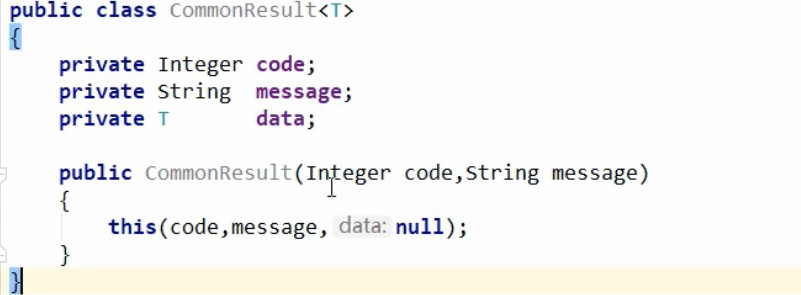 public class CommonResult<T>
{
    private Integer code;
    private String  message;
    private T       data;

    public CommonResult(Integer code,String message)
    {
        this(code,message, data: null);
    }
}